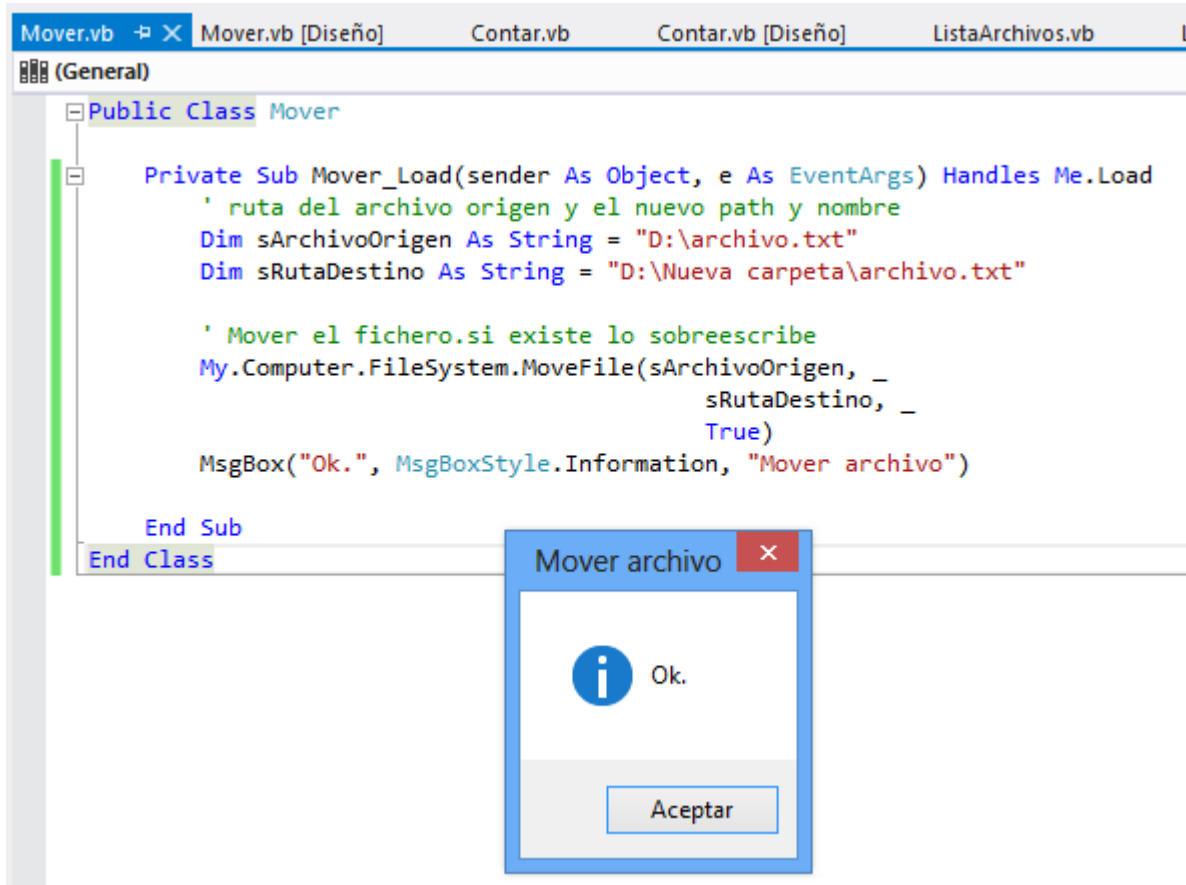 Mover.vb Mover.vb [Diseño] Contar.vb Contar.vb [Diseño] ListaArchivos.vb
(General)
Public Class Mover
Private Sub Mover_Load(sender As Object, e As EventArgs) Handles Me.Load
' ruta del archivo origen y el nuevo path y nombre
Dim sArchivoOrigen As String = "D:\archivo.txt"
Dim sRutaDestino As String = "D:\Nueva carpeta\archivo.txt"
' Mover el fichero.si existe lo sobreescribe
My.Computer.FileSystem.MoveFile(sArchivoOrigen, _
sRutaDestino, _
True)
MsgBox("Ok.", MsgBoxStyle.Information, "Mover archivo")
End Sub
End Class
Mover archivo
Ok.
Aceptar